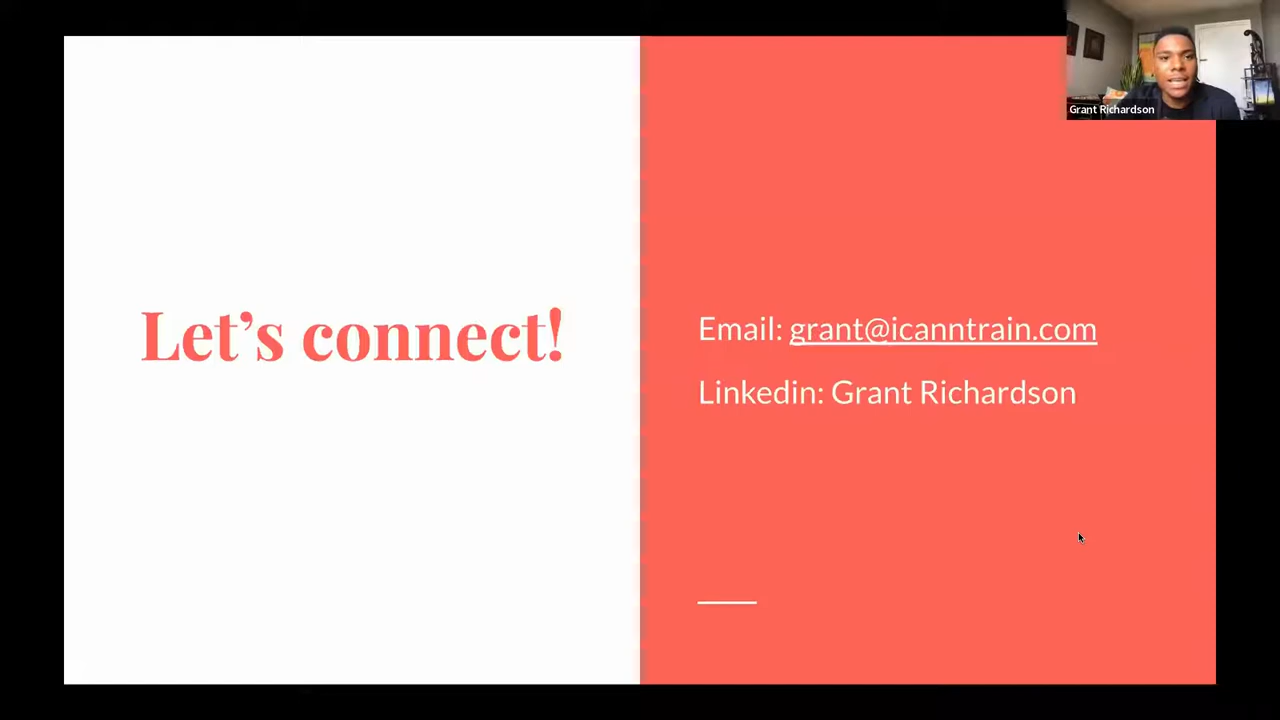 Grant Richardson
Let's connect!
Email: grant@icanntrain.com
Linkedin: Grant Richardson